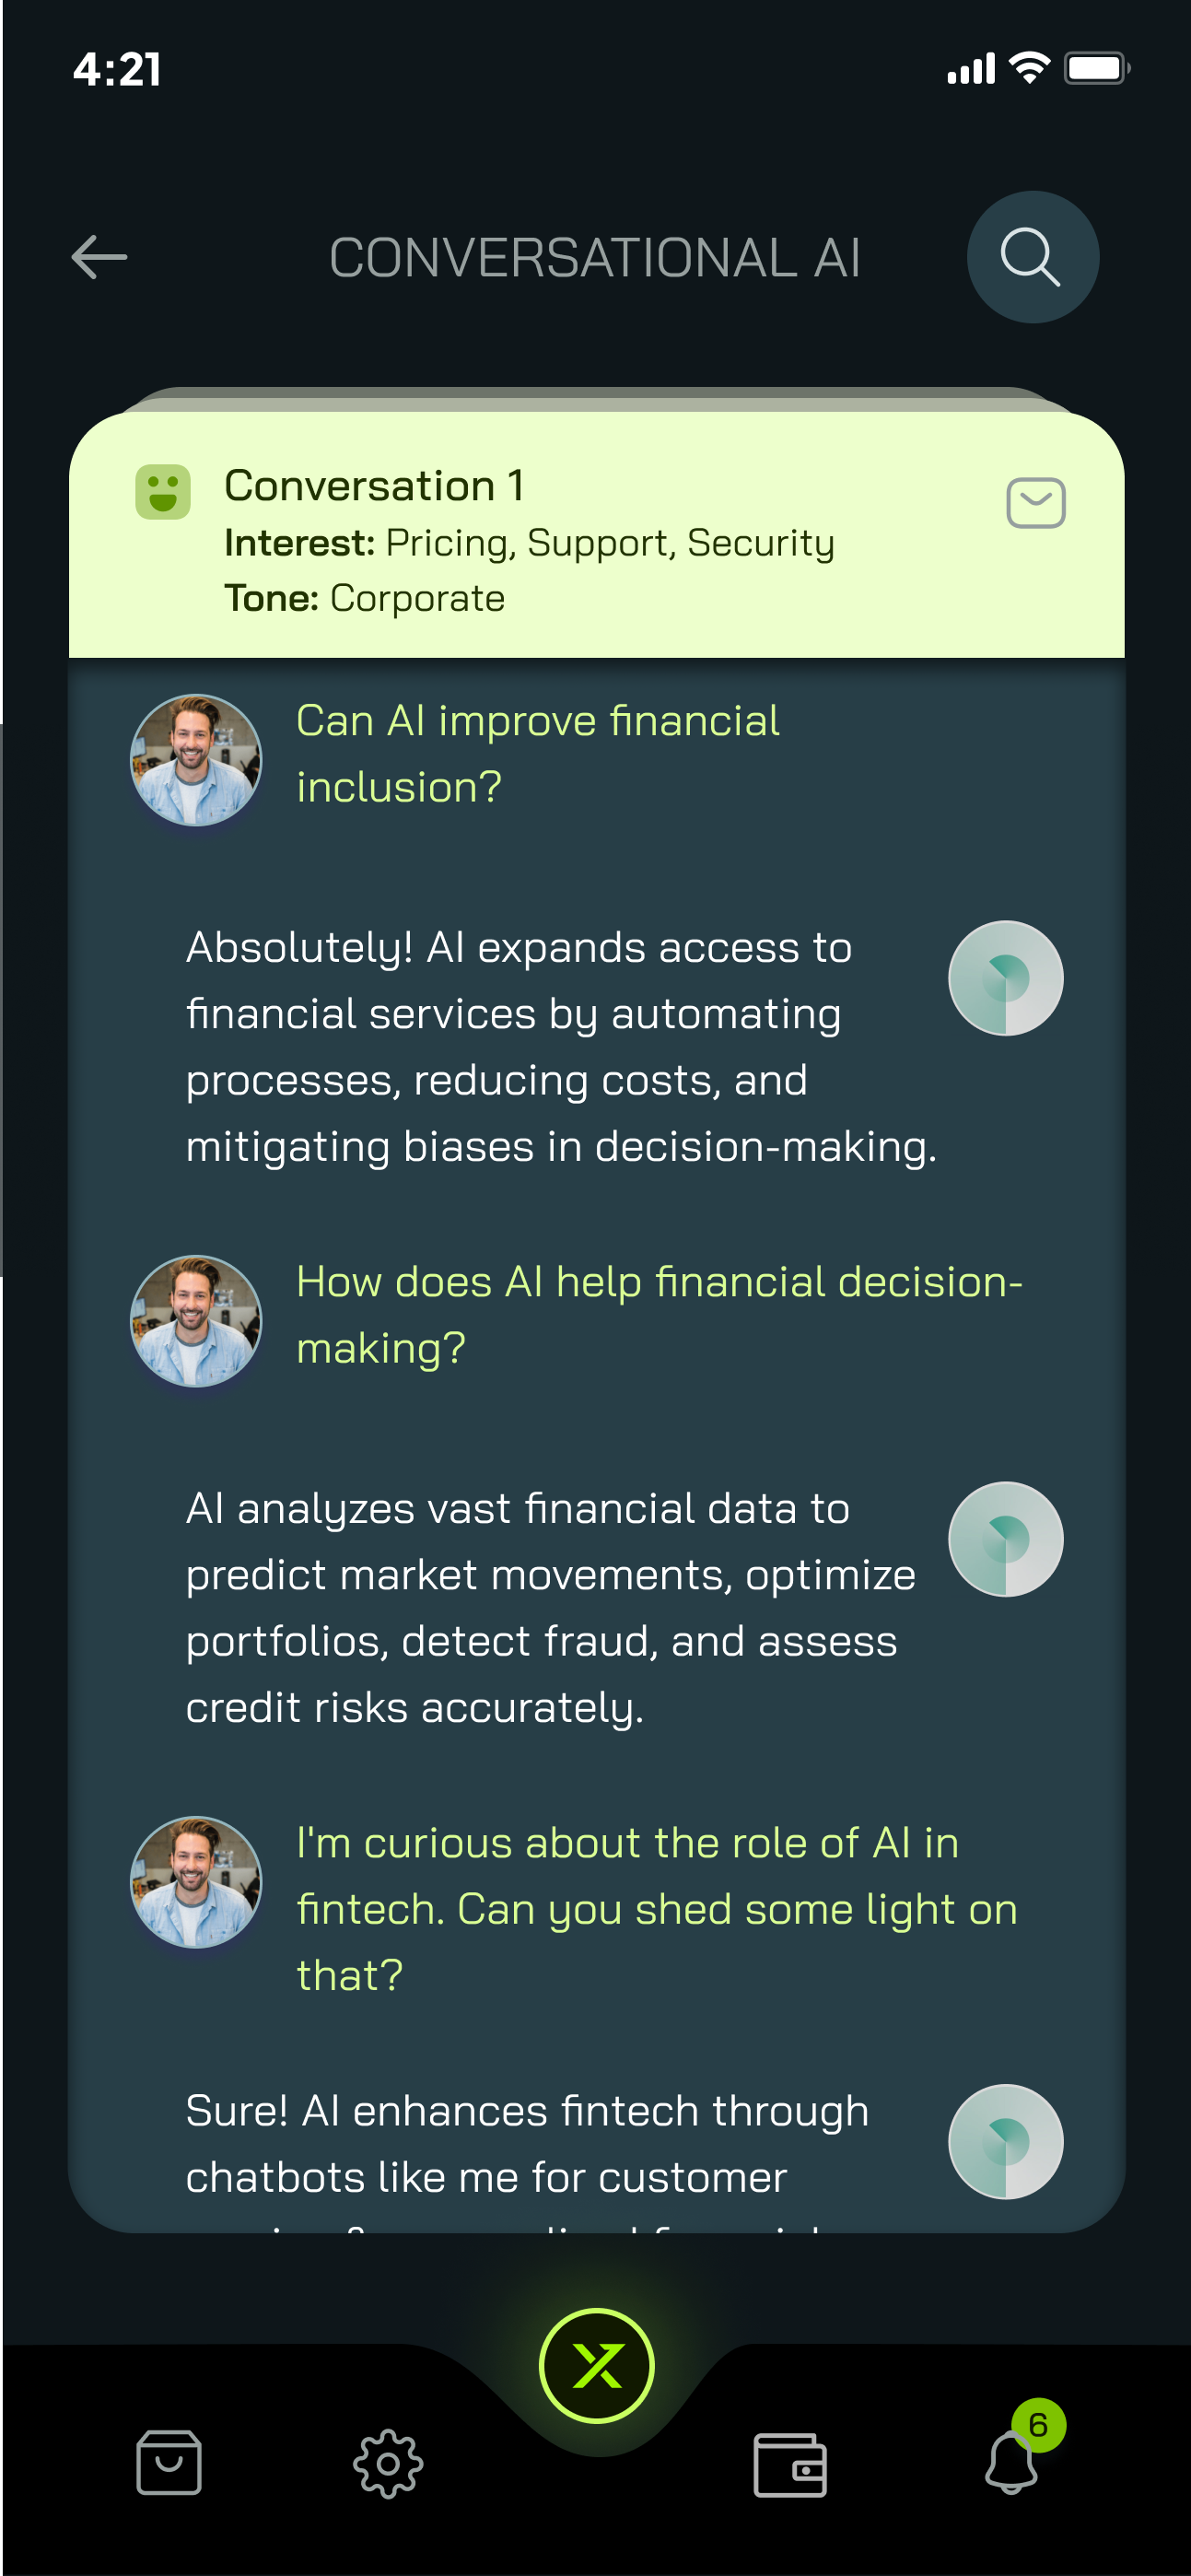 4:21
CONVERSATIONAL AI
Conversation 1
Interest: Pricing, Support, Security
Tone: Corporate
Can AI improve financial
inclusion?
Absolutely! AI expands access to
financial services by automating
processes, reducing costs, and
mitigating biases in decision-making.
How does AI help financial decision-
making?
AI analyzes vast financial data to
predict market movements, optimize
portfolios, detect fraud, and assess
credit risks accurately.
I'm curious about the role of AI in
fintech. Can you shed some light on
that?
Sure! AI enhances fintech through
chatbots like me for customer
6